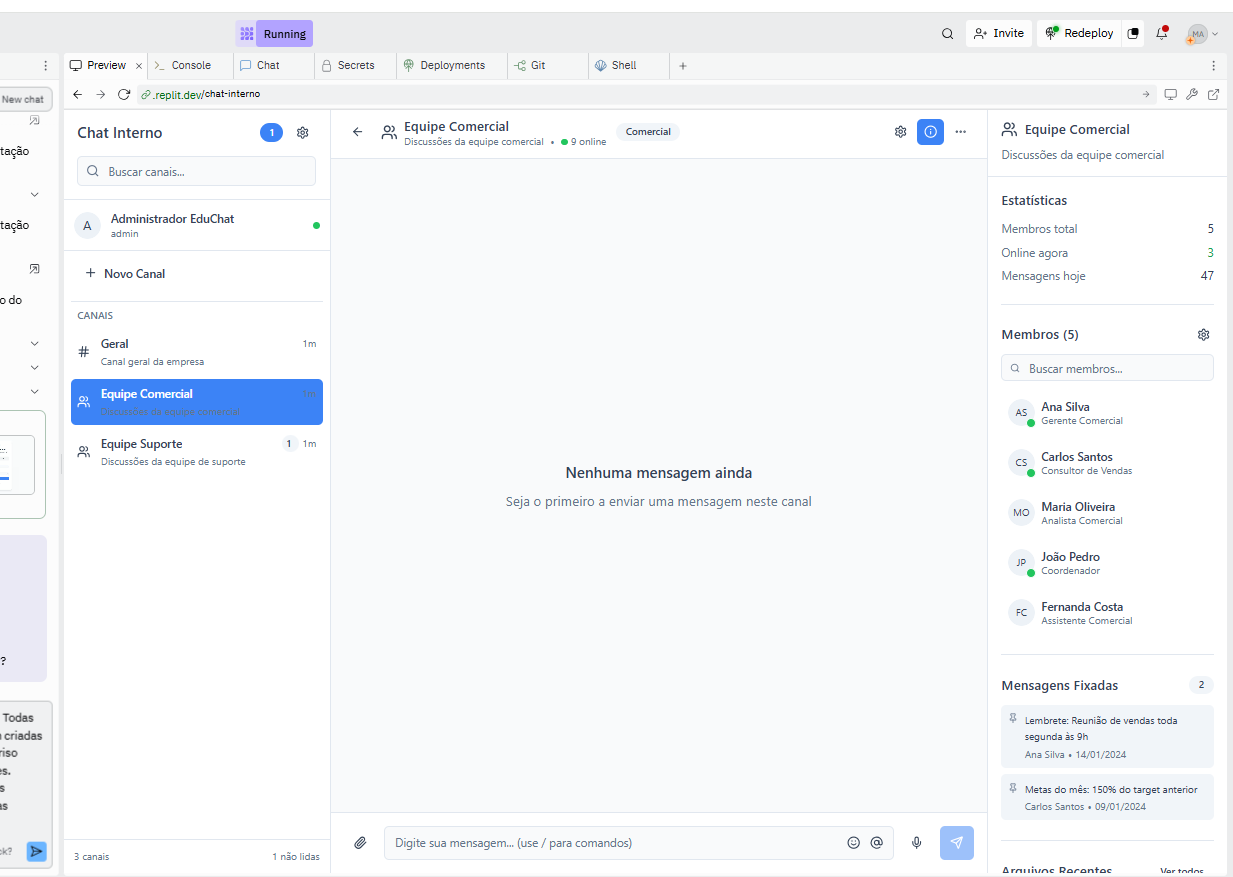 Running
Invite
Redeploy
MA
Preview
Console
Chat
Secrets
Deployments
Git
Shell
.replit.dev/chat-interno
New chat
tação
tação
o do
?
Todas
criadas
riso
es.
s
as
k?
Chat Interno
1
Buscar canais...
A
Administrador EduChat
admin
+ Novo Canal
CANAIS
# Geral 1m
Canal geral da empresa
Equipe Comercial 1m
Discussões da equipe comercial
Equipe Suporte 1 1m
Discussões da equipe de suporte
3 canais 1 não lidas
Equipe Comercial
Discussões da equipe comercial • 9 online
Comercial
Nenhuma mensagem ainda
Seja o primeiro a enviar uma mensagem neste canal
Digite sua mensagem... (use / para comandos)
Equipe Comercial
Discussões da equipe comercial
Estatísticas
Membros total 5
Online agora 3
Mensagens hoje 47
Membros (5)
Buscar membros...
AS Ana Silva
Gerente Comercial
CS Carlos Santos
Consultor de Vendas
MO Maria Oliveira
Analista Comercial
JP João Pedro
Coordenador
FC Fernanda Costa
Assistente Comercial
Mensagens Fixadas 2
Lembrete: Reunião de vendas toda
segunda às 9h
Ana Silva • 14/01/2024
Metas do mês: 150% do target anterior
Carlos Santos • 09/01/2024
Arquivos Recentes Ver todos